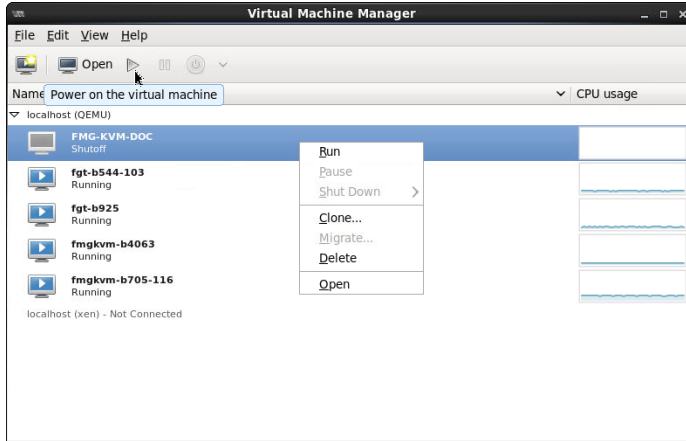 Virtual Machine Manager
File Edit View Help
Open
Power on the virtual machine
Name CPU usage
localhost (QEMU)
FMG-KVM-DOC
Shutoff
fgt-b544-103
Running
fgt-b925
Running
fmgkvm-b4063
Running
fmgkvm-b705-116
Running
localhost (xen) - Not Connected
Run
Pause
Shut Down
Clone...
Migrate...
Delete
Open